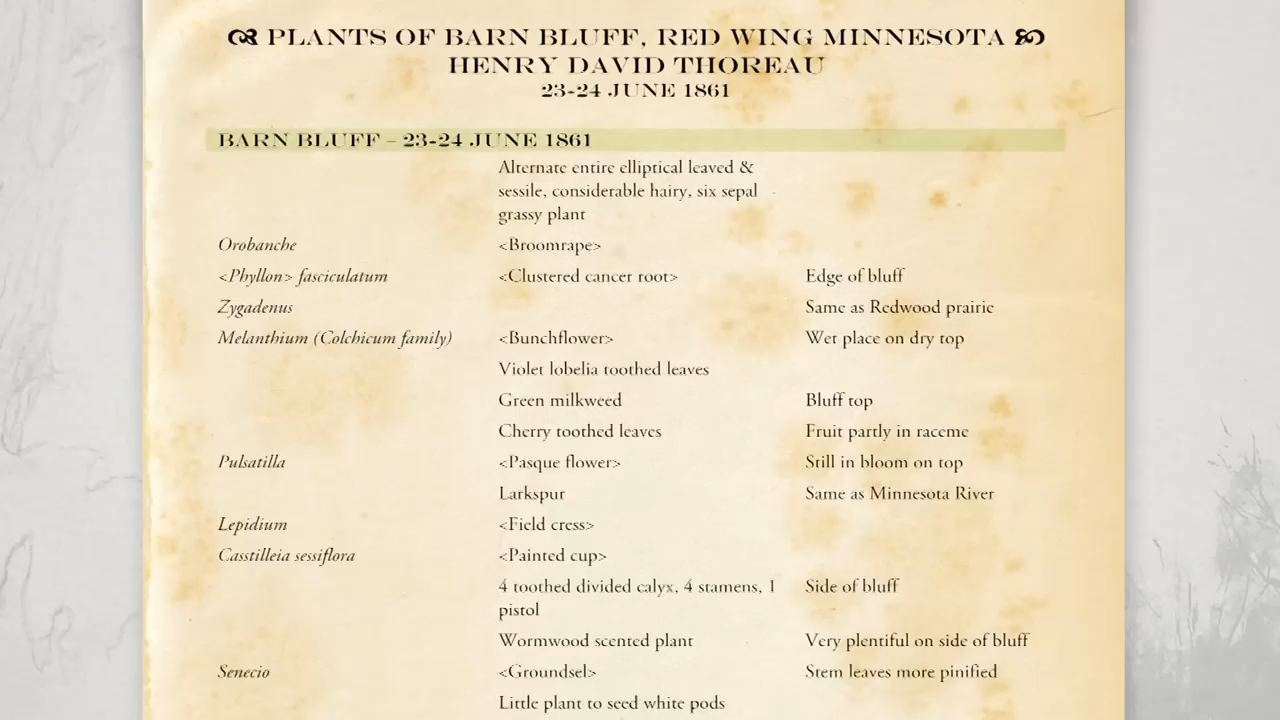 PLANTS OF BARN BLUFF, RED WING MINNESOTA
HENRY DAVID THOREAU
23-24 JUNE 1861
BARN BLUFF – 23-24 JUNE 1861
Alternate entire elliptical leaved &
sessile, considerable hairy, six sepal
grassy plant
Orobanche <Broomrape>
<Phyllon> fasciculatum <Clustered cancer root> Edge of bluff
Zygadenus Same as Redwood prairie
Melanthium (Colchicum family) <Bunchflower> Wet place on dry top
Violet lobelia toothed leaves
Green milkweed Bluff top
Cherry toothed leaves Fruit partly in raceme
Pulsatilla <Pasque flower> Still in bloom on top
Larkspur Same as Minnesota River
Lepidium <Field cress>
Casstilleia sessiflora <Painted cup>
4 toothed divided calyx, 4 stamens, 1 Side of bluff
pistol
Wormwood scented plant Very plentiful on side of bluff
Senecio <Groundsel> Stem leaves more pinified
Little plant to seed white pods